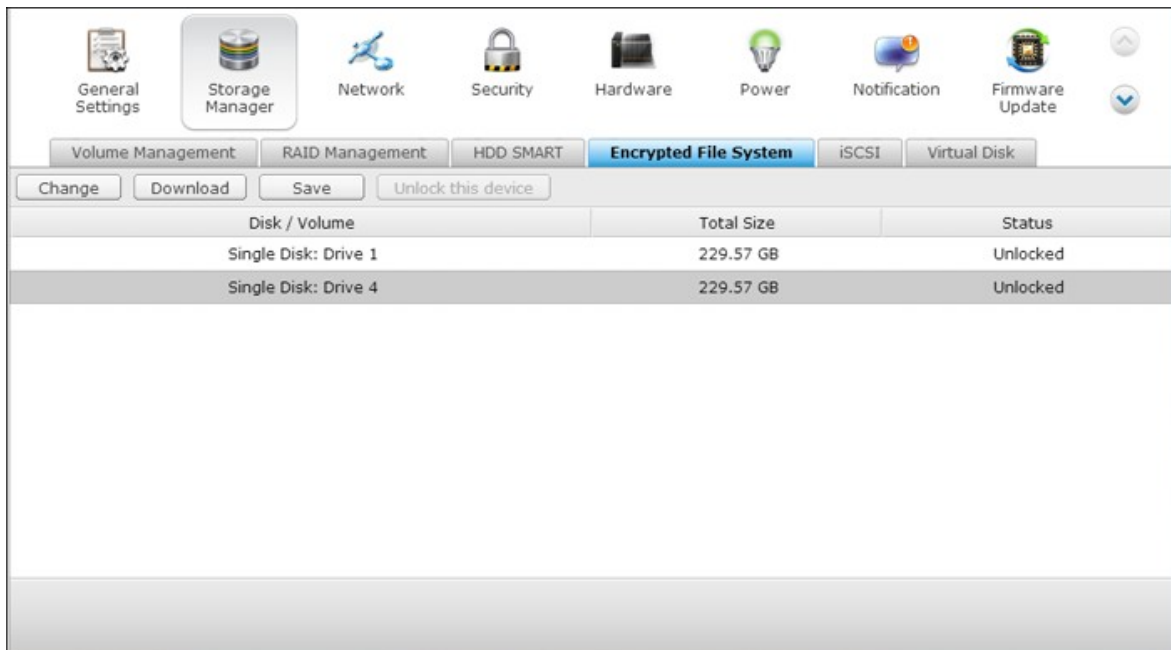 General Settings
Storage Manager
Network
Security
Hardware
Power
Notification
Firmware Update
Volume Management
RAID Management
HDD SMART
Encrypted File System
iSCSI
Virtual Disk
Change
Download
Save
Unlock this device
Disk / Volume Total Size Status
Single Disk: Drive 1 229.57 GB Unlocked
Single Disk: Drive 4 229.57 GB Unlocked